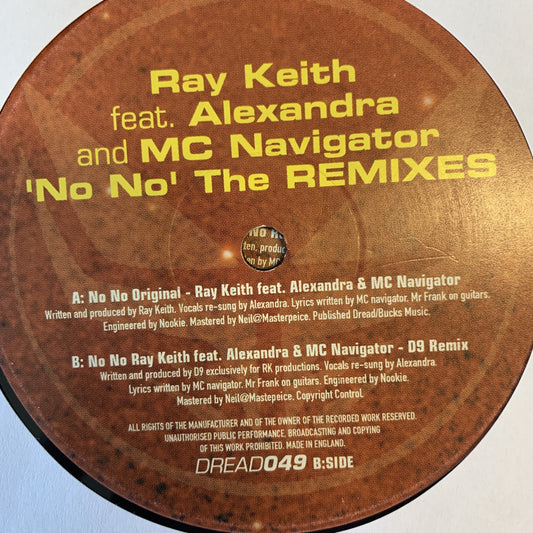 Ray Keith
feat. Alexandra
and MC Navigator
'No No' The REMIXES
NO R
ten, produ
on by MC
A: No No Original - Ray Keith feat. Alexandra & MC Navigator
Written and produced by Ray Keith. Vocals re-sung by Alexandra. Lyrics written by MC navigator. Mr Frank on guitars.
Engineered by Nookie. Mastered by Neil@Masterpeice. Published Dread/Bucks Music.
B: No No Ray Keith feat. Alexandra & MC Navigator - D9 Remix
Written and produced by D9 exclusively for RK productions. Vocals re-sung by Alexandra.
Lyrics written by MC navigator. Mr Frank on guitars. Engineered by Nookie.
Mastered by Neil@Mastepeice. Copyright Control.
ALL RIGHTS OF THE MANUFACTURER AND OF THE OWNER OF THE RECORDED WORK RESERVED.
UNAUTHORISED PUBLIC PERFORMANCE, BROADCASTING AND COPYING
OF THIS WORK PROHIBITED. MADE IN ENGLAND.
DREAD049 B:SIDE